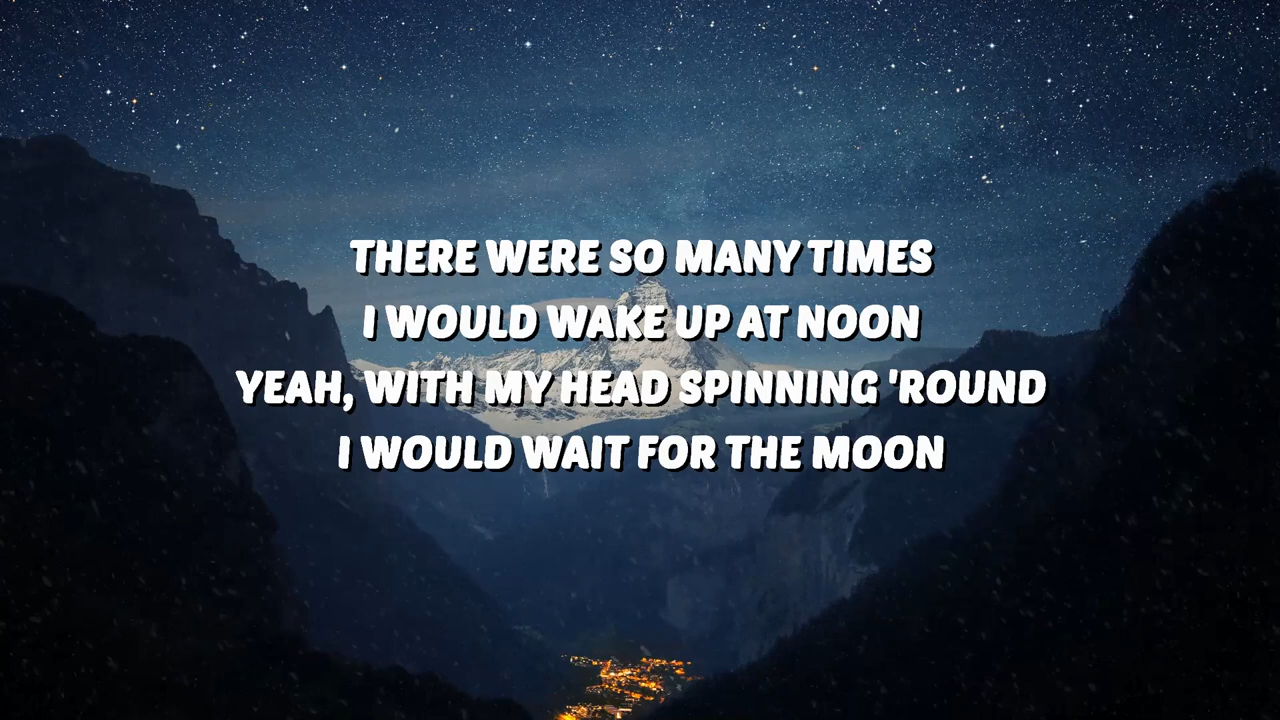 THERE WERE SO MANY TIMES
I WOULD WAKE UP AT NOON
YEAH, WITH MY HEAD SPINNING 'ROUND
I WOULD WAIT FOR THE MOON